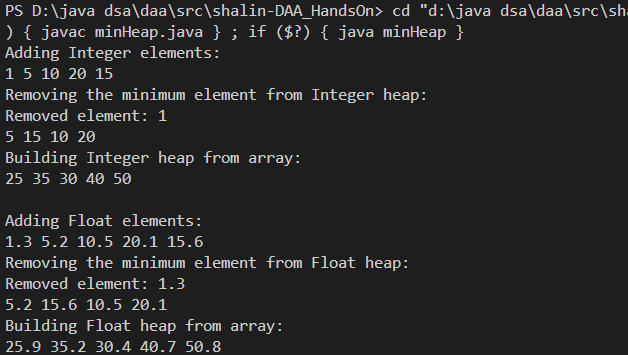 PS D:\java dsa\daa\src\shalin-DAA_HandsOn> cd "d:\java dsa\daa\src\sha
) { javac minHeap.java } ; if ($?) { java minHeap }
Adding Integer elements:
1 5 10 20 15
Removing the minimum element from Integer heap:
Removed element: 1
5 15 10 20
Building Integer heap from array:
25 35 30 40 50
Adding Float elements:
1.3 5.2 10.5 20.1 15.6
Removing the minimum element from Float heap:
Removed element: 1.3
5.2 15.6 10.5 20.1
Building Float heap from array:
25.9 35.2 30.4 40.7 50.8